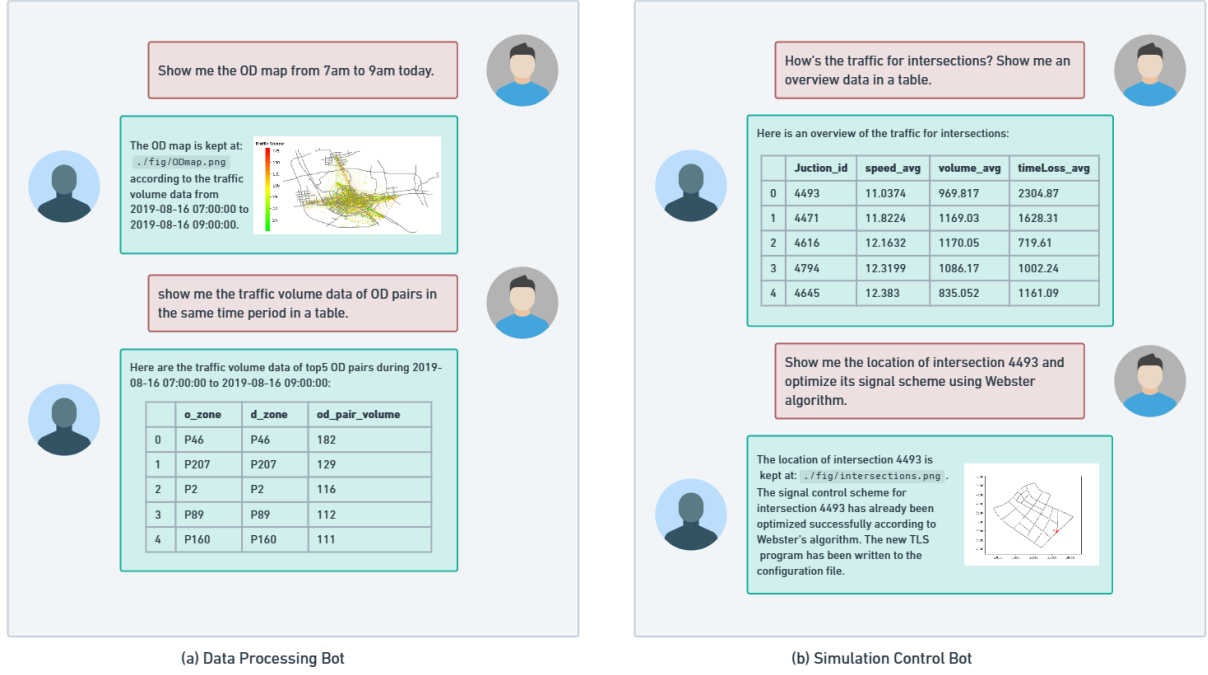 Show me the OD map from 7am to 9am today.
The OD map is kept at:
./fig/ODmap.png
according to the traffic
volume data from
2019-08-16 07:00:00 to
2019-08-16 09:00:00.
show me the traffic volume data of OD pairs in
the same time period in a table.
Here are the traffic volume data of top5 OD pairs during 2019-
08-16 07:00:00 to 2019-08-16 09:00:00:
o_zone d_zone od_pair_volume
0 P46 P46 182
1 P207 P207 129
2 P2 P2 116
3 P89 P89 112
4 P160 P160 111
(a) Data Processing Bot
How's the traffic for intersections? Show me an
overview data in a table.
Here is an overview of the traffic for intersections:
Juction_id speed_avg volume_avg timeLoss_avg
0 4493 11.0374 969.817 2304.87
1 4471 11.8224 1169.03 1628.31
2 4616 12.1632 1170.05 719.61
3 4794 12.3199 1086.17 1002.24
4 4645 12.383 835.052 1161.09
Show me the location of intersection 4493 and
optimize its signal scheme using Webster
algorithm.
The location of intersection 4493 is
kept at: ./fig/intersections.png .
The signal control scheme for
intersection 4493 has already been
optimized successfully according to
Webster's algorithm. The new TLS
program has been written to the
configuration file.
(b) Simulation Control Bot